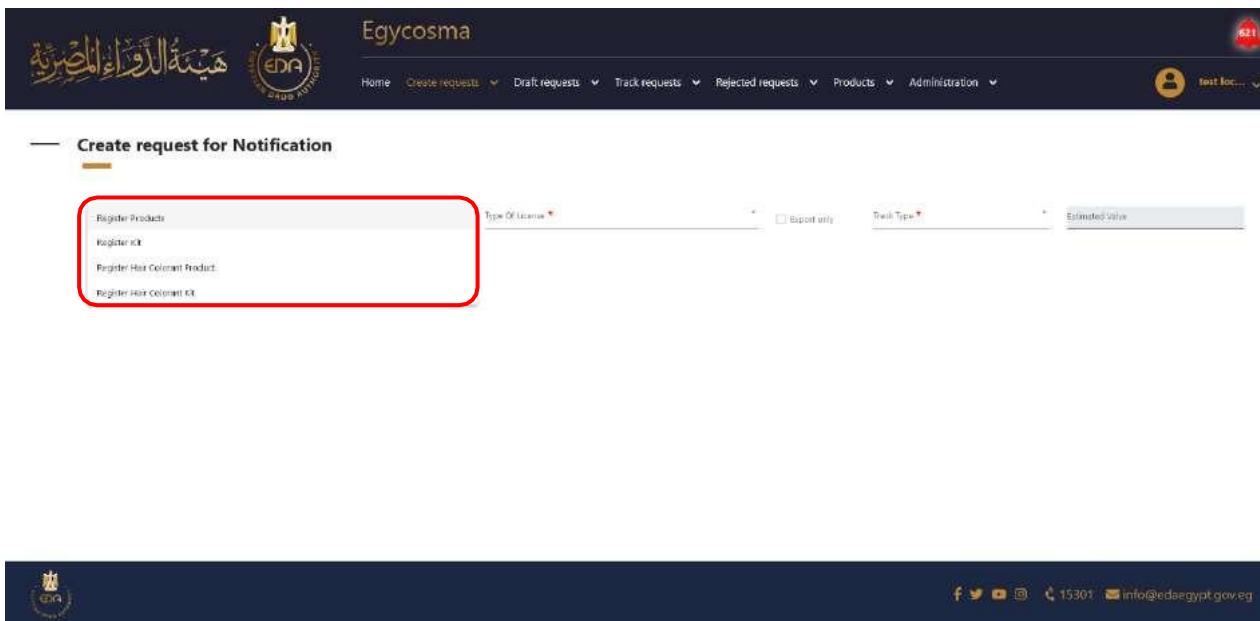 هيئة الدواء المصرية
EDA
Egycosma
621
Home Create requests Draft requests Track requests Rejected requests Products Administration
test loc...
Create request for Notification
Register Products
Type Of License *
Export only
Track Type *
Estimated Value
Register Kit
Register Hair Colorant Product
Register Hair Colorant Kit
EDA
15301 info@edaegypt.gov.eg